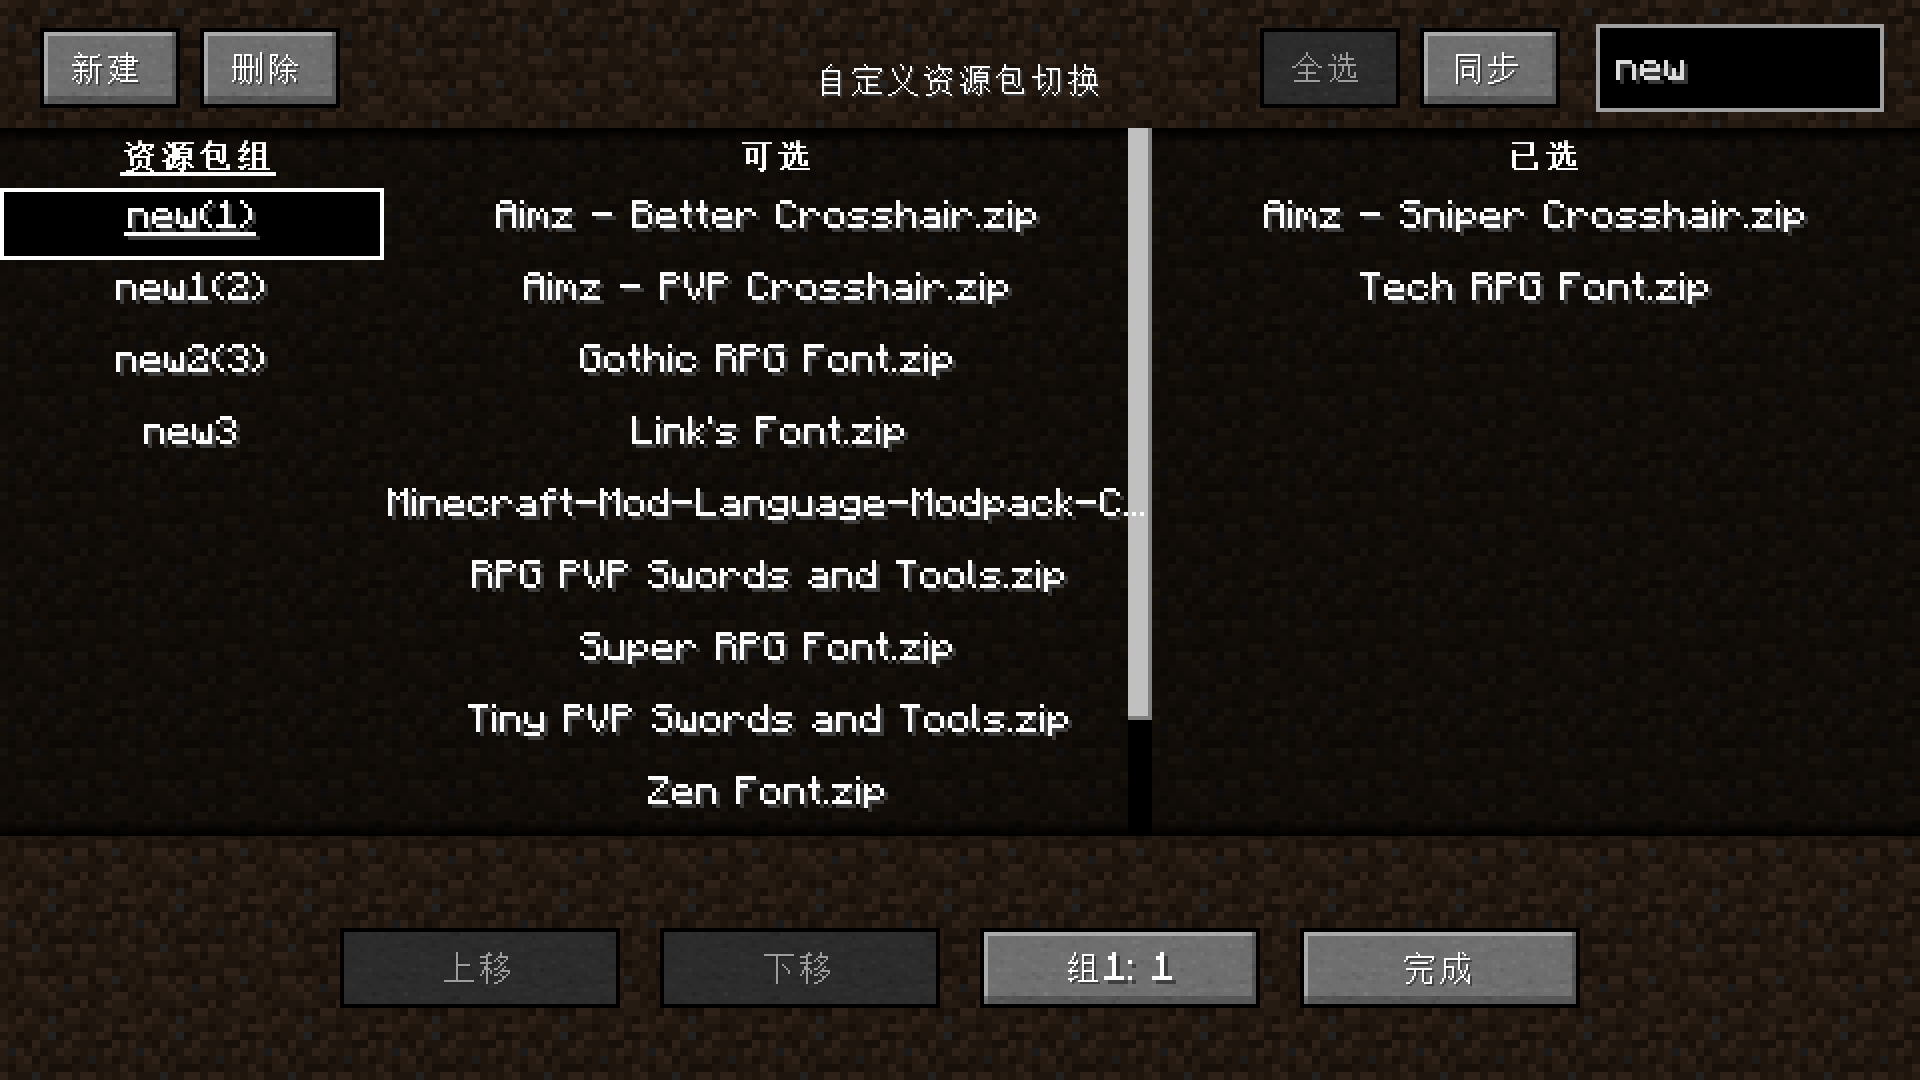 新建
删除
自定义资源包切换
全选
同步
new
资源包组
new(1)
new1(2)
new2(3)
new3
可选
Aimz - Better Crosshair.zip
Aimz - PVP Crosshair.zip
Gothic RPG Font.zip
Link's Font.zip
Minecraft-Mod-Language-Modpack-C...
RPG PVP Swords and Tools.zip
Super RPG Font.zip
Tiny PVP Swords and Tools.zip
Zen Font.zip
已选
Aimz - Sniper Crosshair.zip
Tech RPG Font.zip
上移
下移
组1: 1
完成